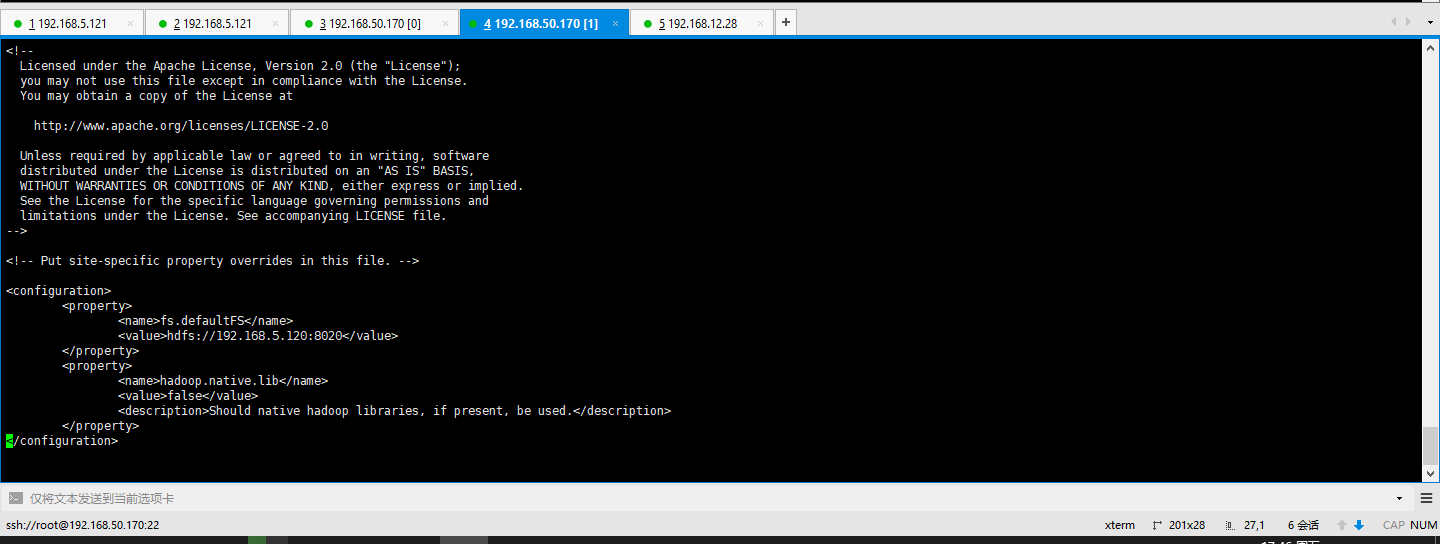 1 192.168.5.121 × 2 192.168.5.121 × 3 192.168.50.170 [0] × 4 192.168.50.170 [1] × 5 192.168.12.28 × +
<!--
  Licensed under the Apache License, Version 2.0 (the "License");
  you may not use this file except in compliance with the License.
  You may obtain a copy of the License at

    http://www.apache.org/licenses/LICENSE-2.0

  Unless required by applicable law or agreed to in writing, software
  distributed under the License is distributed on an "AS IS" BASIS,
  WITHOUT WARRANTIES OR CONDITIONS OF ANY KIND, either express or implied.
  See the License for the specific language governing permissions and
  limitations under the License. See accompanying LICENSE file.
-->

<!-- Put site-specific property overrides in this file. -->

<configuration>
        <property>
                <name>fs.defaultFS</name>
                <value>hdfs://192.168.5.120:8020</value>
        </property>
        <property>
                <name>hadoop.native.lib</name>
                <value>false</value>
                <description>Should native hadoop libraries, if present, be used.</description>
        </property>
</configuration>
仅将文本发送到当前选项卡
ssh://root@192.168.50.170:22 xterm 201x28 27,1 6 会话 CAP NUM